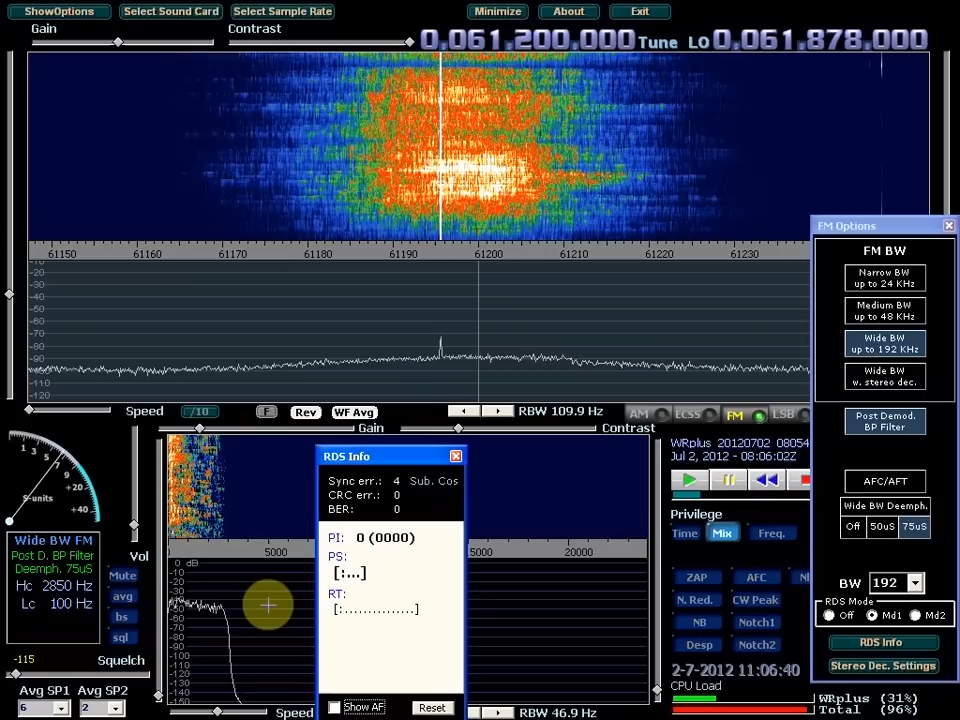 ShowOptions Select Sound Card Select Sample Rate Minimize About Exit
Gain Contrast 0,061,200,000 Tune LO 0,061,878,000
61150 61160 61170 61180 61190 61200 61210 61220 61230
-10
-20
-30
-40
-50
-60
-70
-80
-90
-100
-110
-120
Speed /10 F Rev WF Avg RBW 109.9 Hz AM ECSS FM LSB
Gain Contrast
1 3 5 7 9 +20 +40
S-units
Wide BW FM
Post D. BP Filter
Deemph. 75uS
Hc 2850 Hz
Lc 100 Hz
Vol
Mute
avg
bs
sql
-115 Squelch
Avg SP1 Avg SP2
6 2
5000 15000 20000
0 dB
-50
-60
-70
-80
-90
-100
-110
-120
-130
-140
-150
Speed RBW 46.9 Hz
RDS Info
Sync err.: 4 Sub. Cos
CRC err.: 0
BER: 0
PI: 0 (0000)
PS:
[:...]
RT:
[:...............]
Show AF Reset
WRplus 20120702 08054
Jul 2, 2012 - 08:06:02Z
Privilege
Time Mix Freq.
ZAP AFC
N. Red. CW Peak
NB Notch1
Desp Notch2
2-7-2012 11:06:40
CPU Load
WRplus (31%)
Total (96%)
FM Options
FM BW
Narrow BW
up to 24 KHz
Medium BW
up to 48 KHz
Wide BW
up to 192 KHz
Wide BW
w. stereo dec.
Post Demod.
BP Filter
AFC/AFT
Wide BW Deemph.
Off 50uS 75uS
BW 192
RDS Mode
Off Md1 Md2
RDS Info
Stereo Dec. Settings